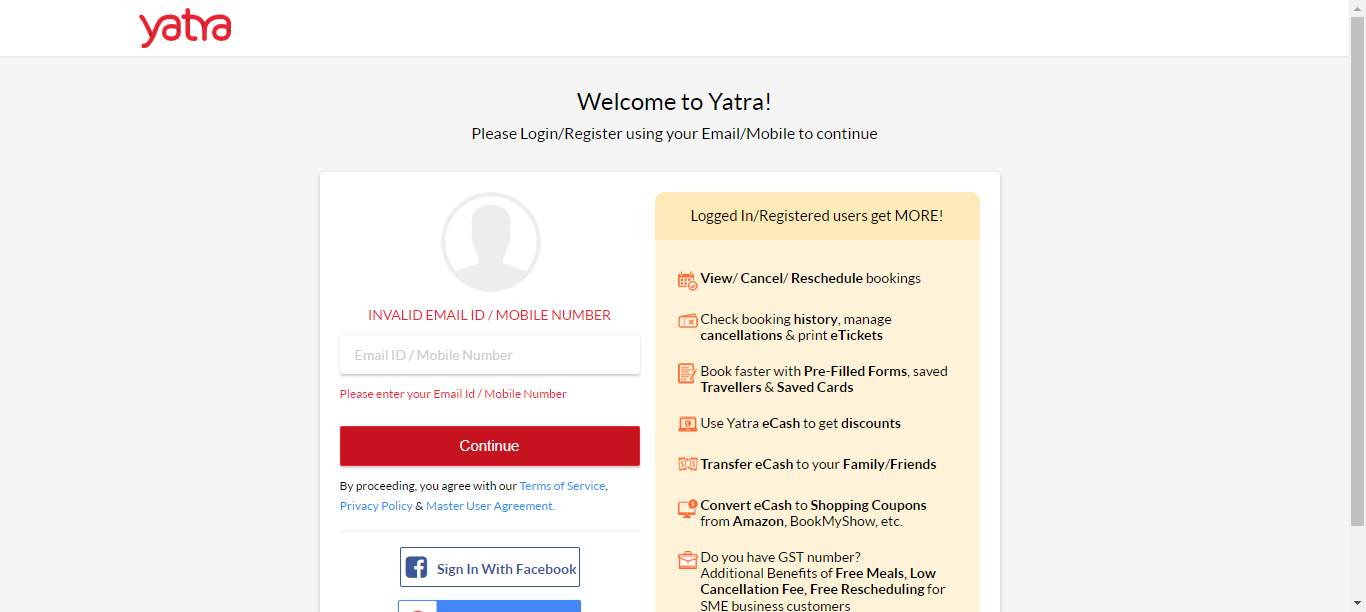 yatra
Welcome to Yatra!
Please Login/Register using your Email/Mobile to continue
INVALID EMAIL ID / MOBILE NUMBER
Email ID / Mobile Number
Please enter your Email Id / Mobile Number
Continue
By proceeding, you agree with our Terms of Service,
Privacy Policy & Master User Agreement.
Sign In With Facebook
Logged In/Registered users get MORE!
View/ Cancel/ Reschedule bookings
Check booking history, manage
cancellations & print eTickets
Book faster with Pre-Filled Forms, saved
Travellers & Saved Cards
Use Yatra eCash to get discounts
Transfer eCash to your Family/Friends
Convert eCash to Shopping Coupons
from Amazon, BookMyShow, etc.
Do you have GST number?
Additional Benefits of Free Meals, Low
Cancellation Fee, Free Rescheduling for
SME business customers